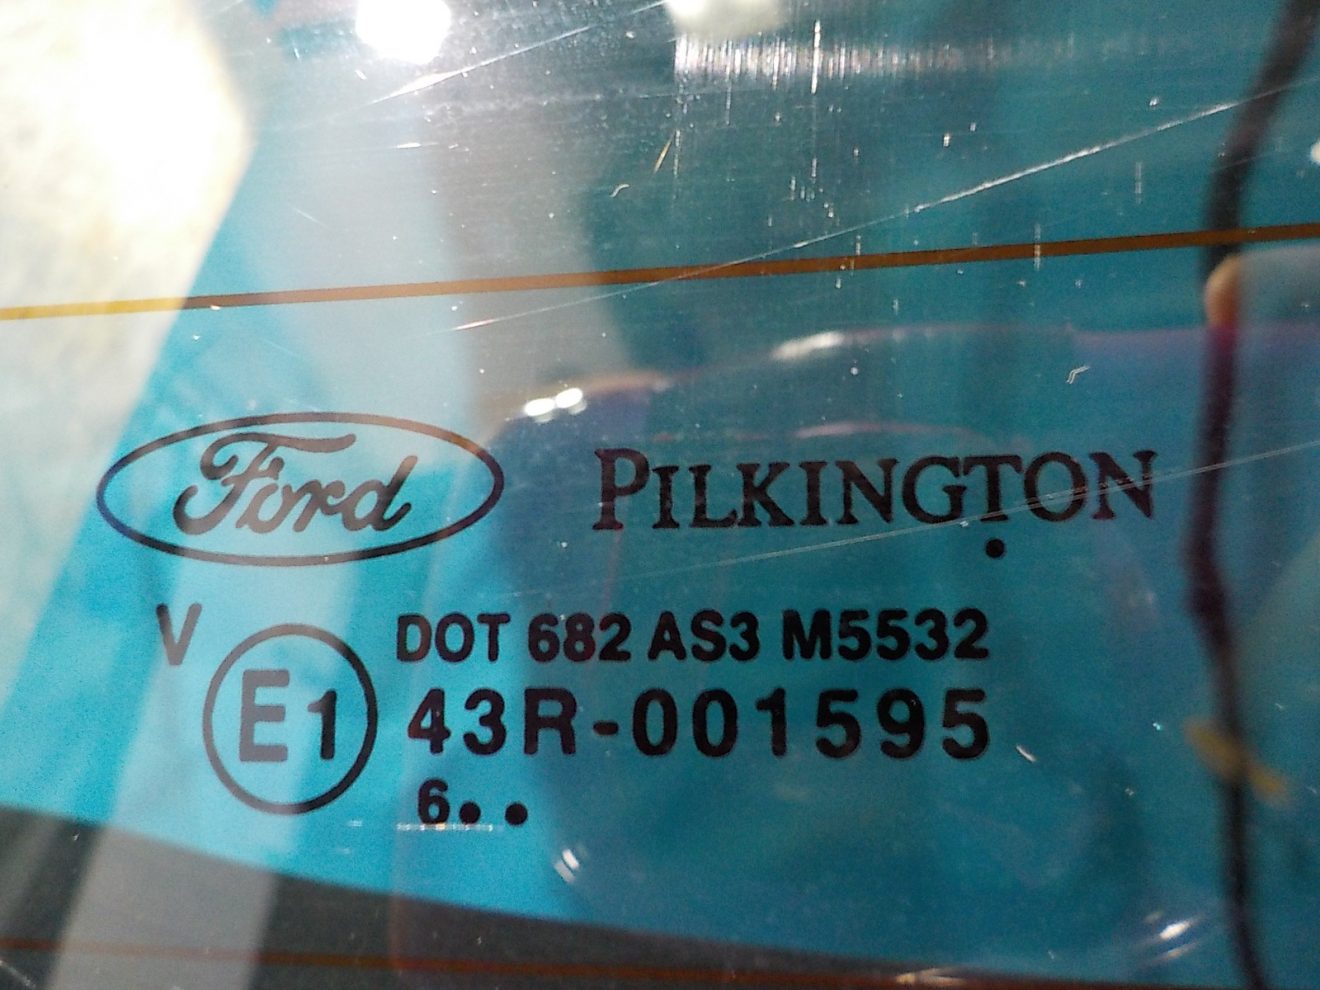 Ford PILKINGTON
V
DOT 682 AS3 M5532
E1 43R-001595
6••